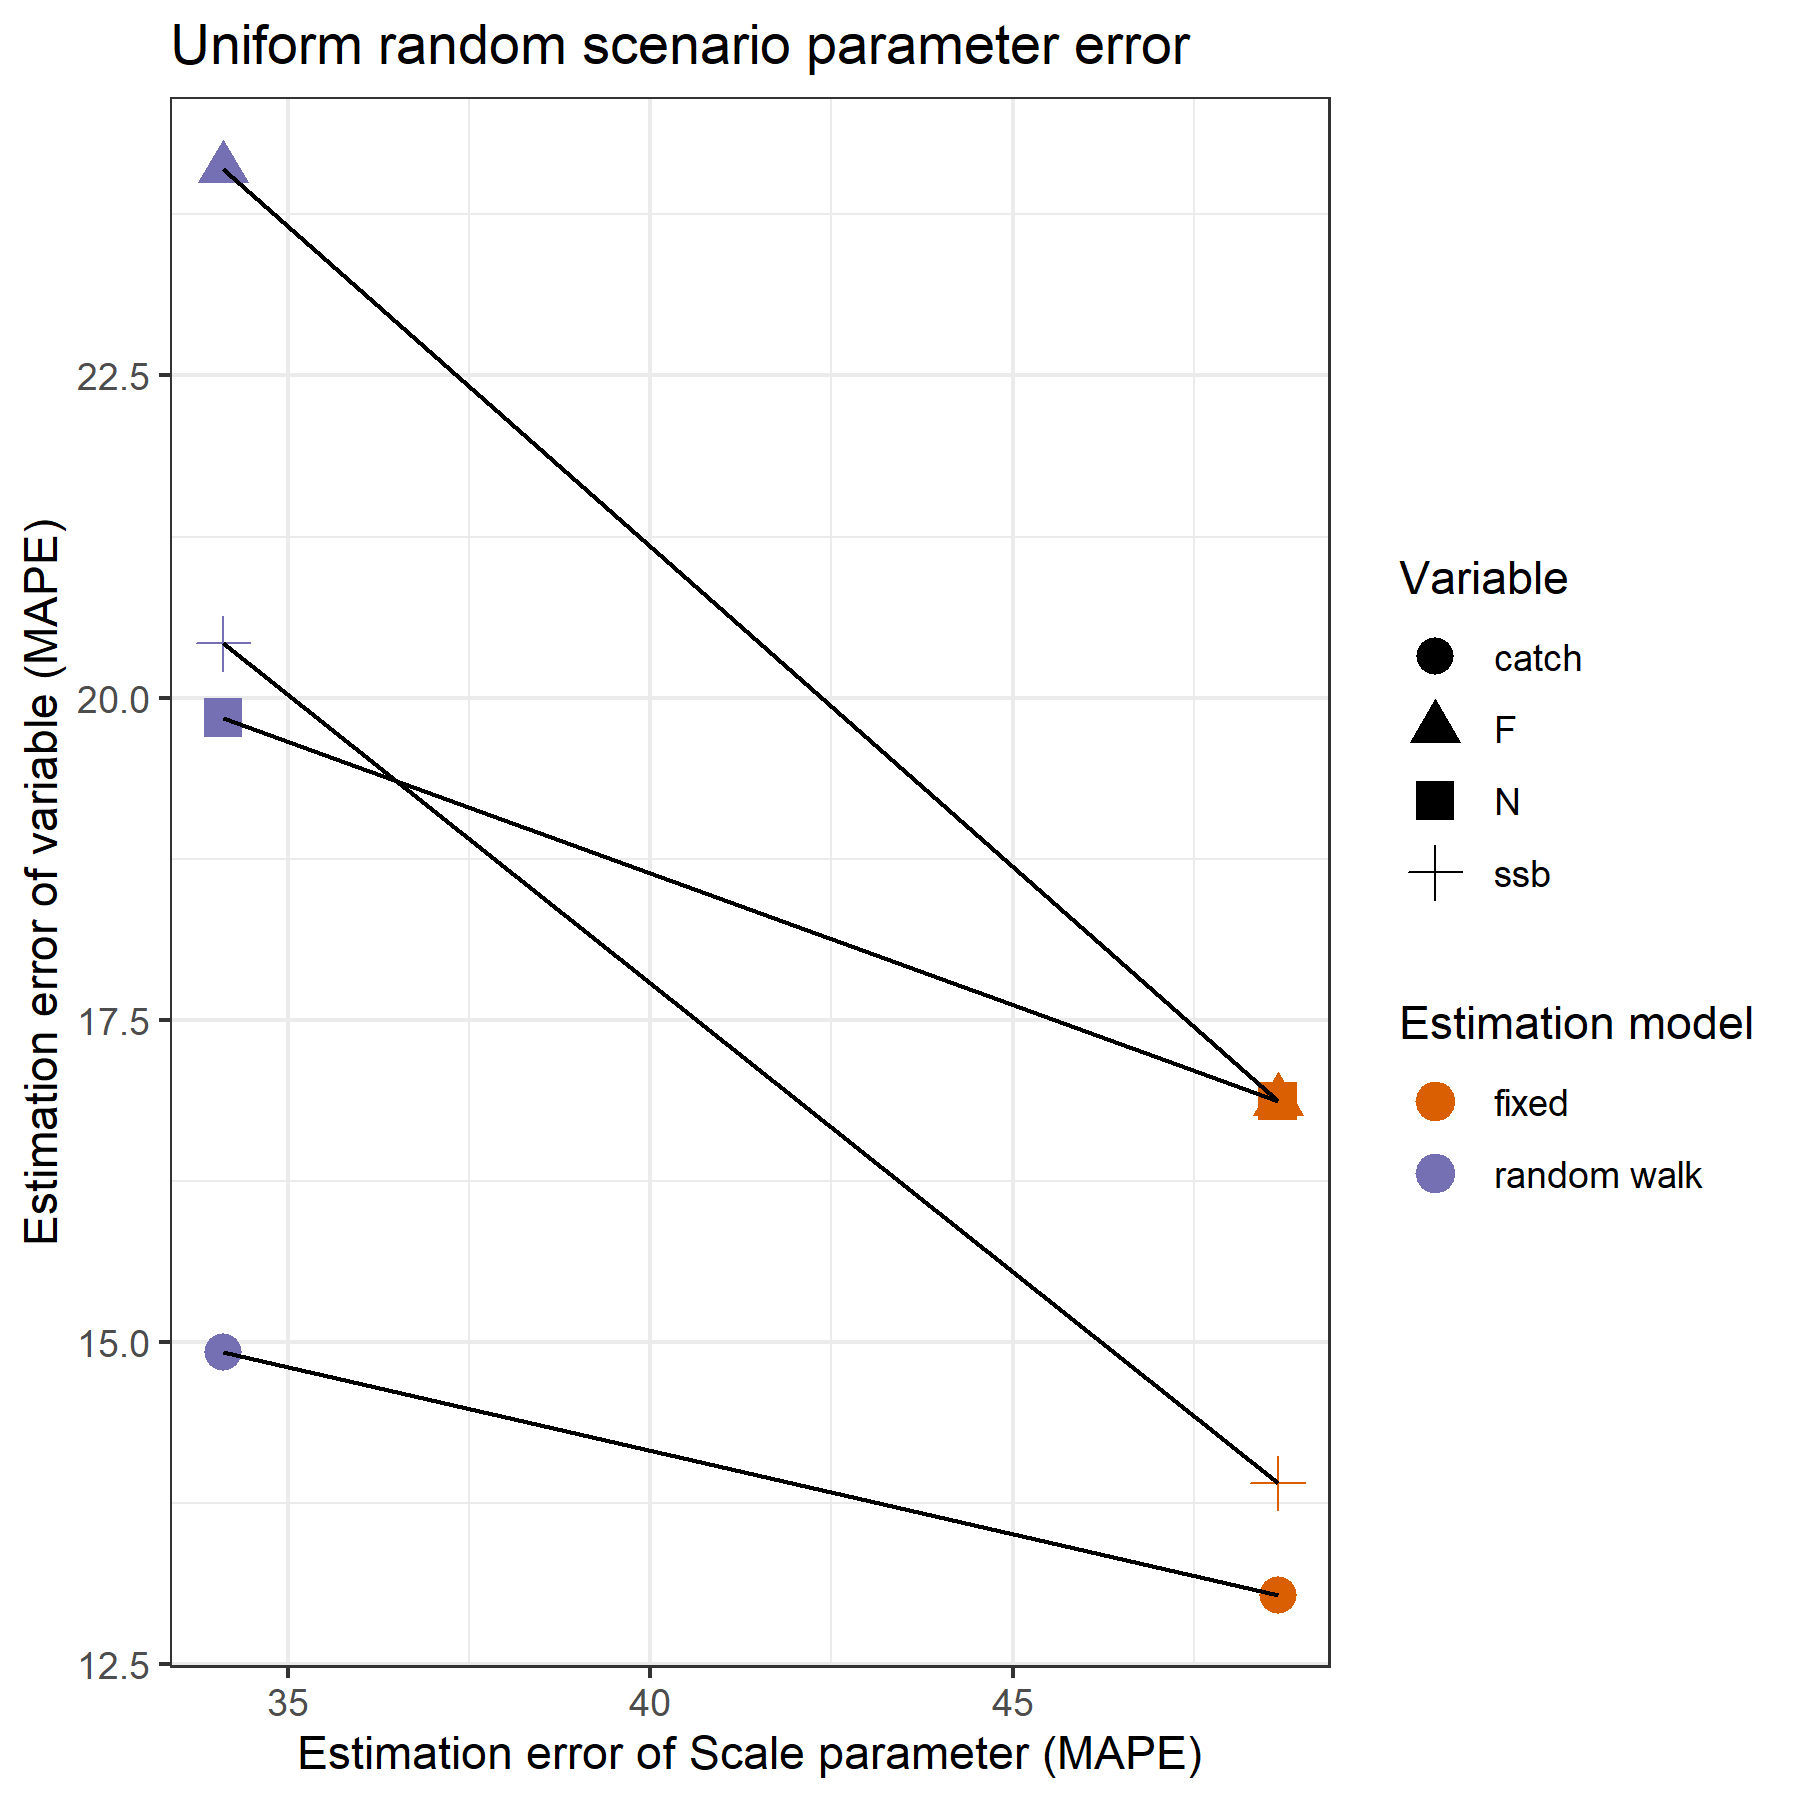 Uniform random scenario parameter error
Estimation error of variable (MAPE)
22.5
20.0
17.5
15.0
12.5
35
40
45
Estimation error of Scale parameter (MAPE)
Variable
catch
F
N
ssb
Estimation model
fixed
random walk